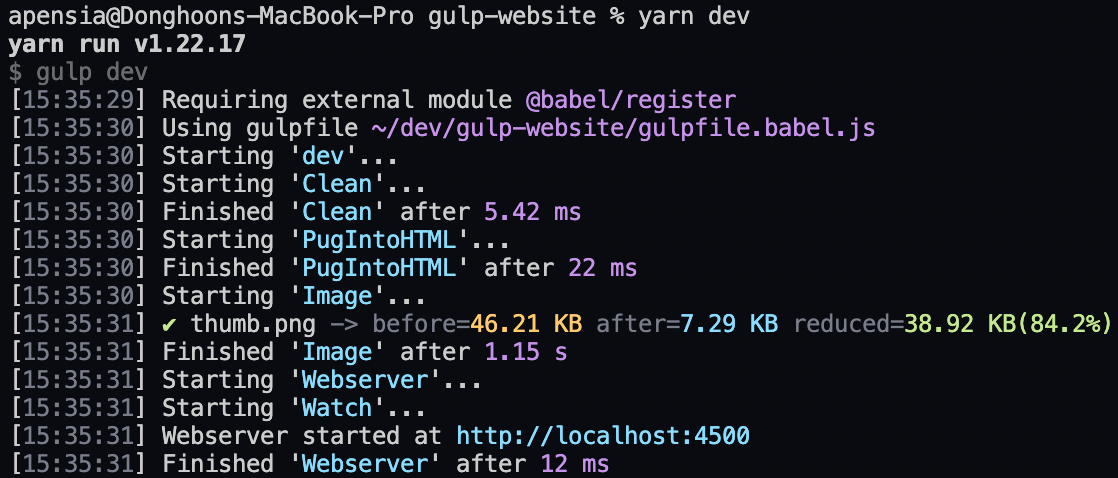 apensia@Donghoons-MacBook-Pro gulp-website % yarn dev
yarn run v1.22.17
$ gulp dev
[15:35:29] Requiring external module @babel/register
[15:35:30] Using gulpfile ~/dev/gulp-website/gulpfile.babel.js
[15:35:30] Starting 'dev'...
[15:35:30] Starting 'Clean'...
[15:35:30] Finished 'Clean' after 5.42 ms
[15:35:30] Starting 'PugIntoHTML'...
[15:35:30] Finished 'PugIntoHTML' after 22 ms
[15:35:30] Starting 'Image'...
[15:35:31] ✔ thumb.png -> before=46.21 KB after=7.29 KB reduced=38.92 KB(84.2%)
[15:35:31] Finished 'Image' after 1.15 s
[15:35:31] Starting 'Webserver'...
[15:35:31] Starting 'Watch'...
[15:35:31] Webserver started at http://localhost:4500
[15:35:31] Finished 'Webserver' after 12 ms